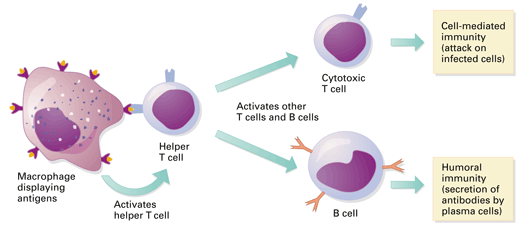 Macrophage
displaying
antigens
Activates
helper T cell
Helper
T cell
Activates other
T cells and B cells
Cytotoxic
T cell
Cell-mediated
immunity
(attack on
infected cells)
B cell
Humoral
immunity
(secretion of
antibodies by
plasma cells)